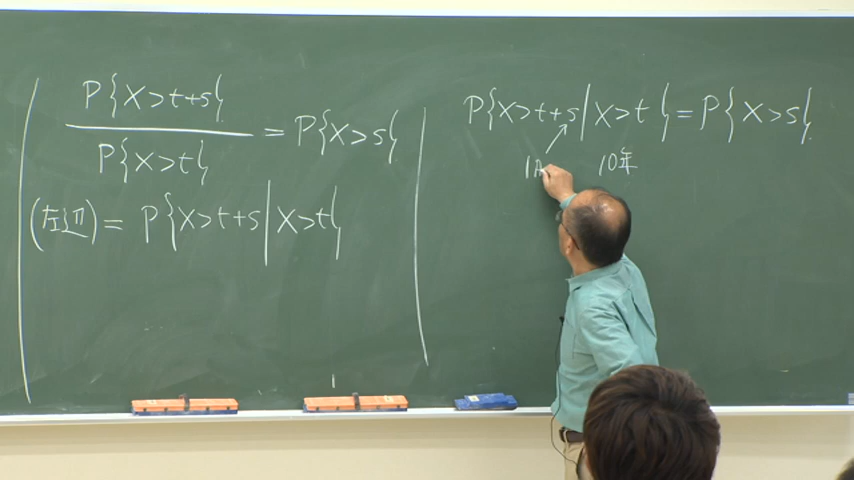 P{X>t+s}
P{X>t}
= P{X>s}
(左辺) = P{X>t+s|X>t}
P{X>t+s|X>t} = P{X>s}
10年